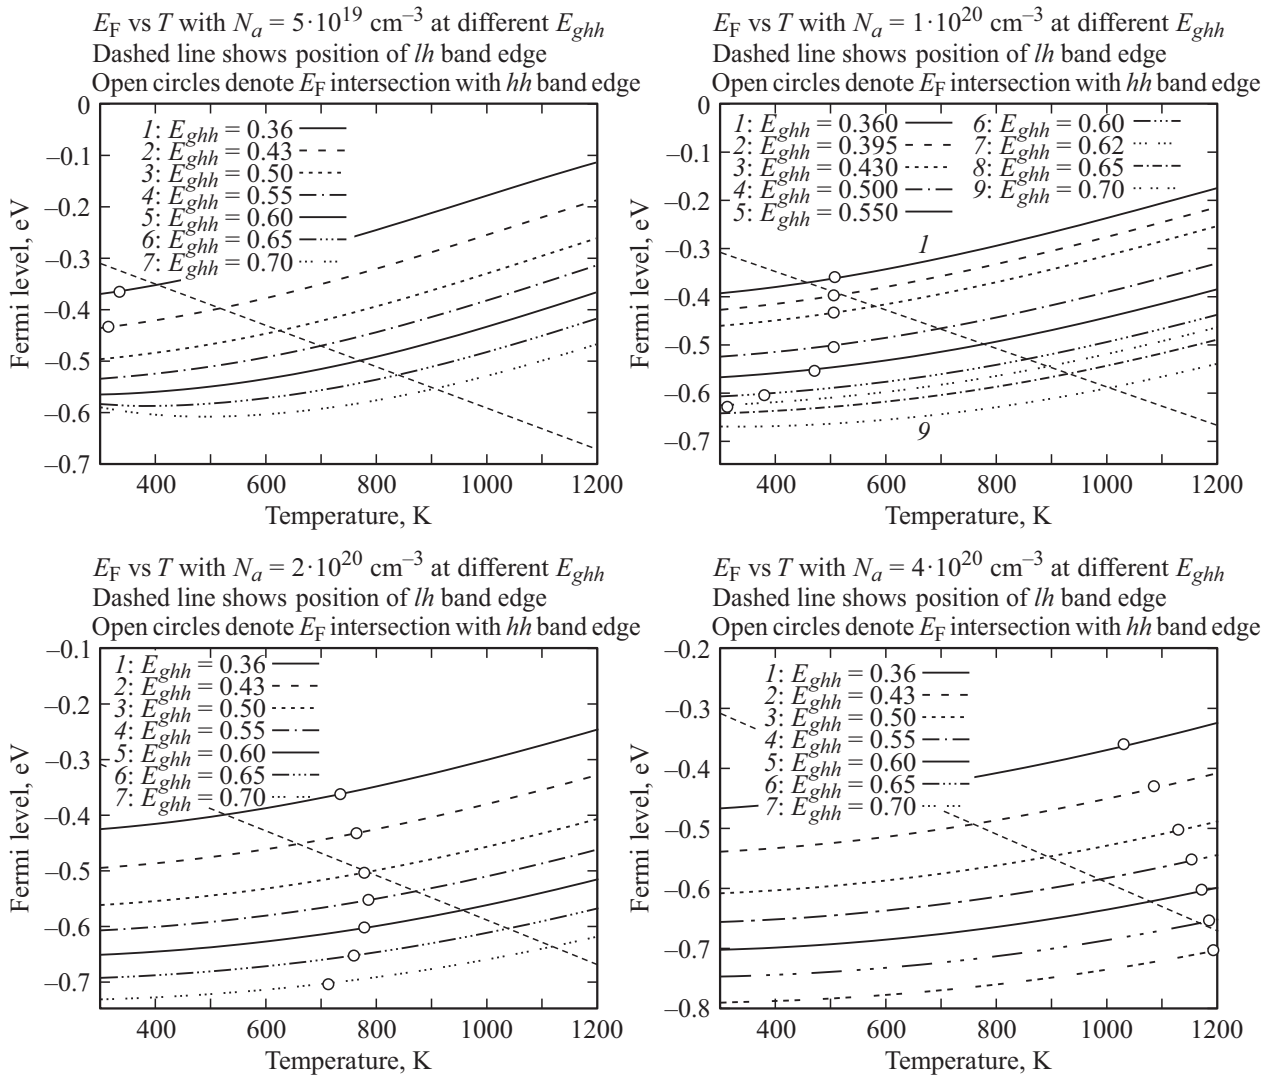 E_F vs T with N_a = 5·10^19 cm^−3 at different E_ghh
Dashed line shows position of lh band edge
Open circles denote E_F intersection with hh band edge
0
−0.1
−0.2
−0.3
−0.4
−0.5
−0.6
−0.7
Fermi level, eV
1: E_ghh = 0.36
2: E_ghh = 0.43
3: E_ghh = 0.50
4: E_ghh = 0.55
5: E_ghh = 0.60
6: E_ghh = 0.65
7: E_ghh = 0.70
400 600 800 1000 1200
Temperature, K
E_F vs T with N_a = 1·10^20 cm^−3 at different E_ghh
Dashed line shows position of lh band edge
Open circles denote E_F intersection with hh band edge
0
−0.1
−0.2
−0.3
−0.4
−0.5
−0.6
−0.7
Fermi level, eV
1: E_ghh = 0.360
2: E_ghh = 0.395
3: E_ghh = 0.430
4: E_ghh = 0.500
5: E_ghh = 0.550
6: E_ghh = 0.60
7: E_ghh = 0.62
8: E_ghh = 0.65
9: E_ghh = 0.70
1
9
400 600 800 1000 1200
Temperature, K
E_F vs T with N_a = 2·10^20 cm^−3 at different E_ghh
Dashed line shows position of lh band edge
Open circles denote E_F intersection with hh band edge
−0.1
−0.2
−0.3
−0.4
−0.5
−0.6
−0.7
Fermi level, eV
1: E_ghh = 0.36
2: E_ghh = 0.43
3: E_ghh = 0.50
4: E_ghh = 0.55
5: E_ghh = 0.60
6: E_ghh = 0.65
7: E_ghh = 0.70
400 600 800 1000 1200
Temperature, K
E_F vs T with N_a = 4·10^20 cm^−3 at different E_ghh
Dashed line shows position of lh band edge
Open circles denote E_F intersection with hh band edge
−0.2
−0.3
−0.4
−0.5
−0.6
−0.7
−0.8
Fermi level, eV
1: E_ghh = 0.36
2: E_ghh = 0.43
3: E_ghh = 0.50
4: E_ghh = 0.55
5: E_ghh = 0.60
6: E_ghh = 0.65
7: E_ghh = 0.70
400 600 800 1000 1200
Temperature, K